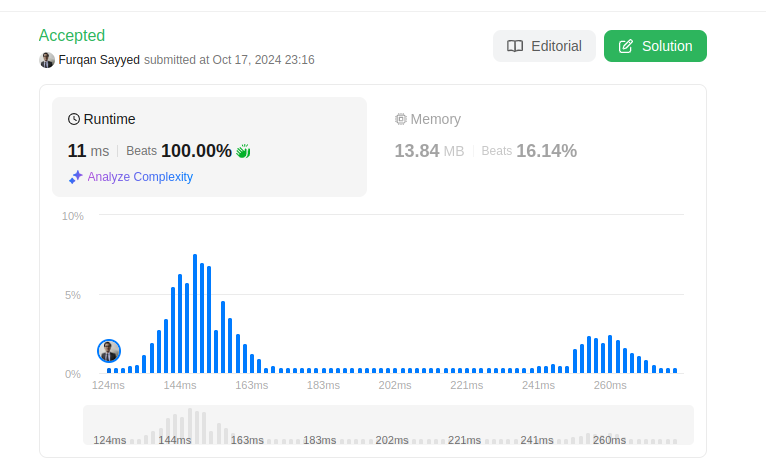 Accepted
Editorial
Solution
Furqan Sayyed submitted at Oct 17, 2024 23:16
Runtime
Memory
11 ms Beats 100.00%
13.84 MB Beats 16.14%
Analyze Complexity
10%
5%
0%
124ms 144ms 163ms 183ms 202ms 221ms 241ms 260ms
124ms 144ms 163ms 183ms 202ms 221ms 241ms 260ms